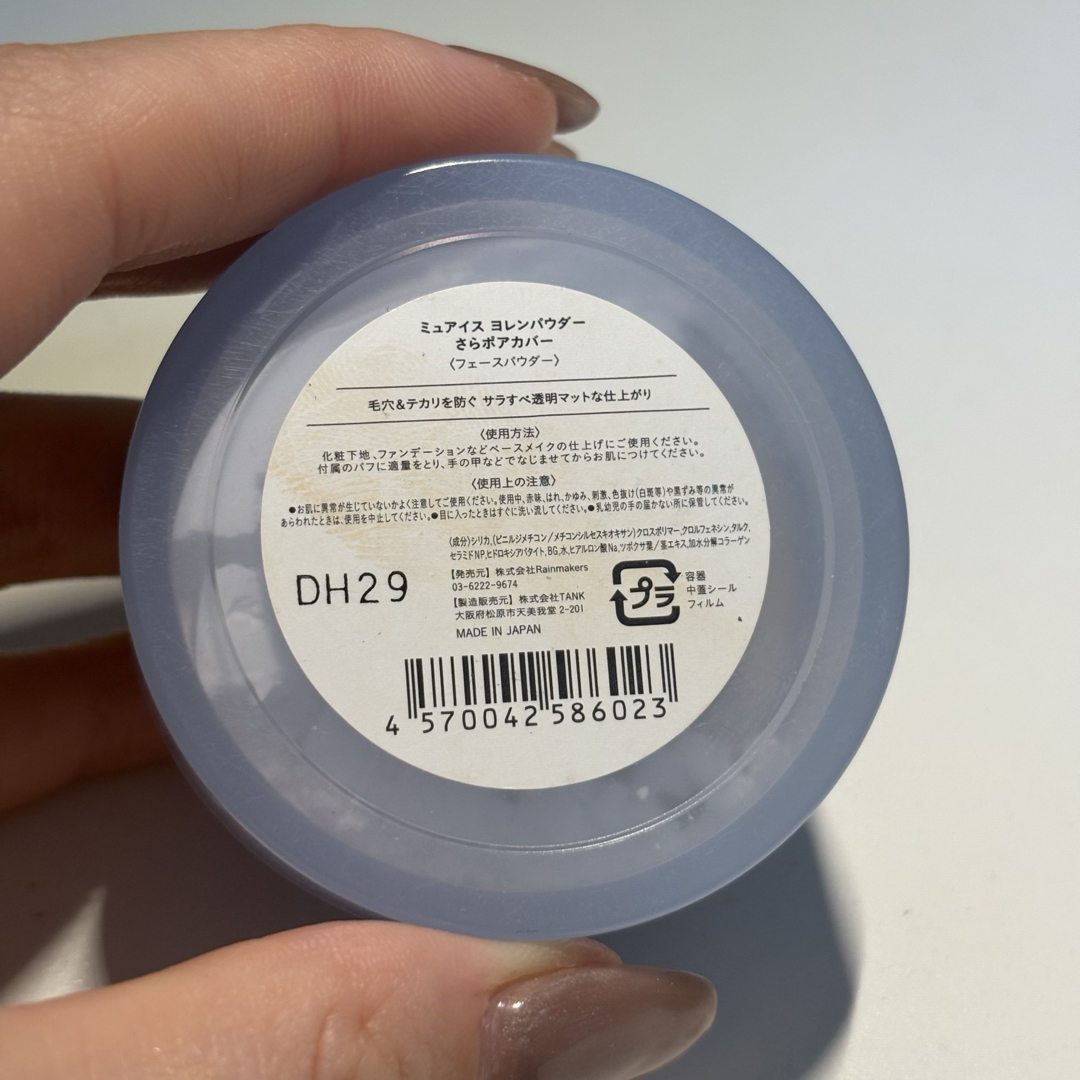 ミュアイス ヨレンパウダー
さらポアカバー
〈フェースパウダー〉
毛穴&テカリを防ぐ サラすべ透明マットな仕上がり
〈使用方法〉
化粧下地、ファンデーションなどベースメイクの仕上げにご使用ください。
付属のパフに適量をとり、手の甲などでなじませてからお肌につけてください。
〈使用上の注意〉
●お肌に異常が生じていないかよく注意してご使用ください。使用中、赤味、はれ、かゆみ、刺激、色抜け(白斑等)や黒ずみ等の異常が
あらわれたときは、使用を中止してください。●目に入ったときはすぐに洗い流してください。●乳幼児の手の届かない所に保管してください。
〈成分〉シリカ、(ビニルジメチコン/メチコンシルセスキオキサン)クロスポリマー、クロルフェネシン、タルク、
セラミドNP、ヒドロキシアパタイト、BG、水、ヒアルロン酸Na、ツボクサ葉/茎エキス、加水分解コラーゲン
DH29
【発売元】株式会社Rainmakers
03-6222-9674
【製造販売元】株式会社TANK
大阪府松原市天美我堂 2-201
MADE IN JAPAN
プラ
容器
中蓋シール
フィルム
4 570042 586023